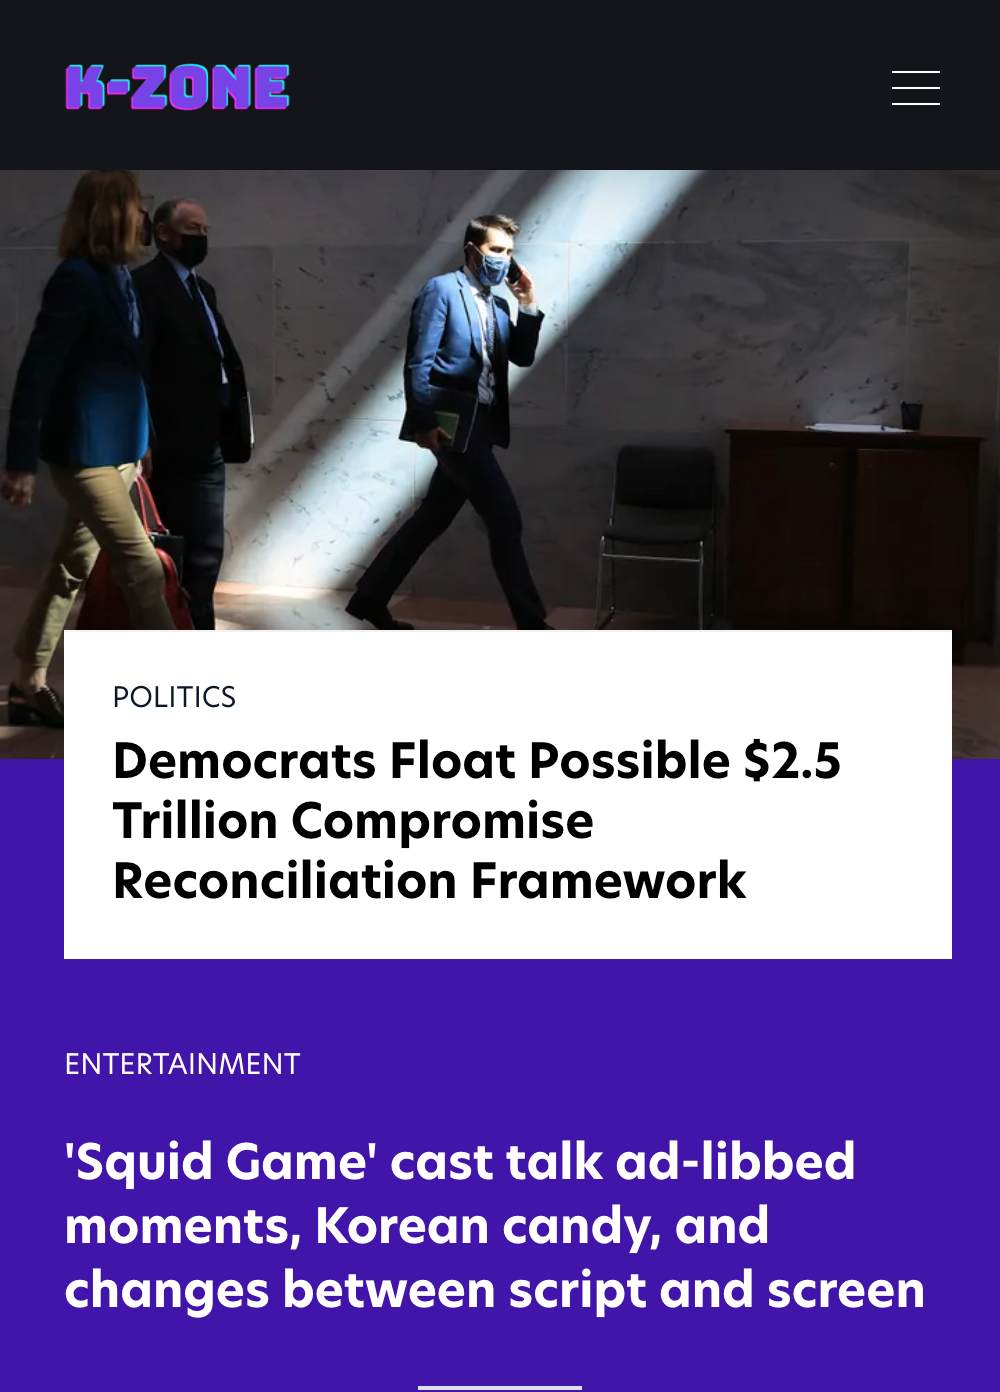 K-ZONE
POLITICS
Democrats Float Possible $2.5
Trillion Compromise
Reconciliation Framework
ENTERTAINMENT
'Squid Game' cast talk ad-libbed
moments, Korean candy, and
changes between script and screen